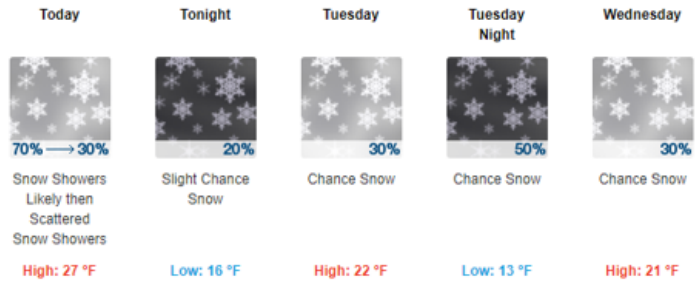 Today
70% → 30%
Snow Showers
Likely then
Scattered
Snow Showers
High: 27 °F
Tonight
20%
Slight Chance
Snow
Low: 16 °F
Tuesday
30%
Chance Snow
High: 22 °F
Tuesday
Night
50%
Chance Snow
Low: 13 °F
Wednesday
30%
Chance Snow
High: 21 °F